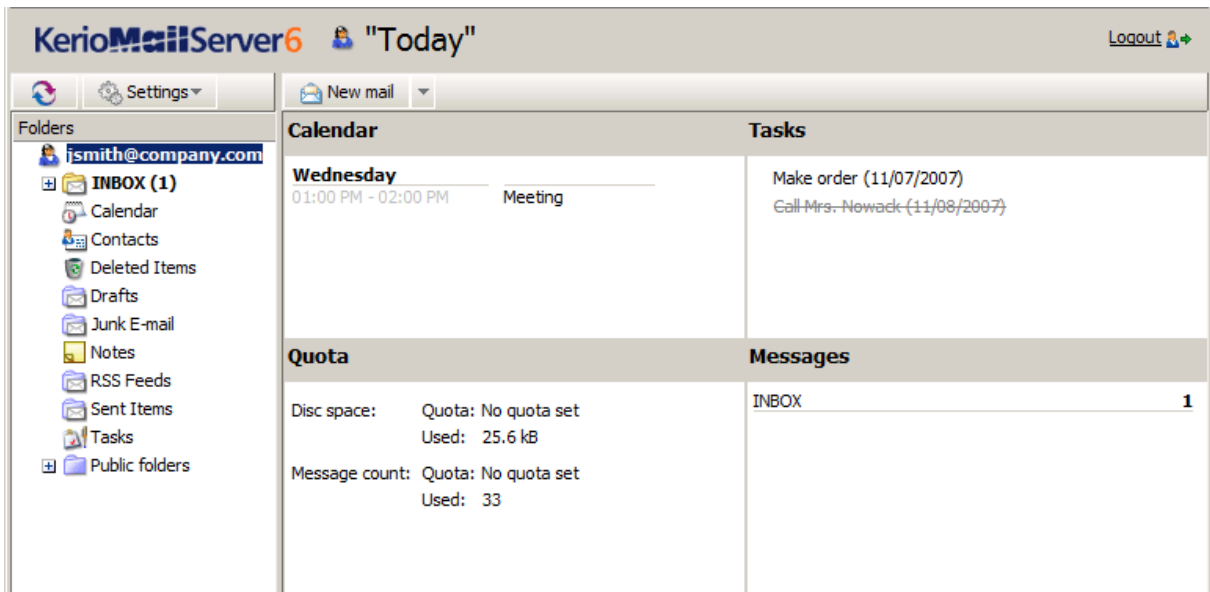 KerioMailServer6 "Today"
Logout
Settings New mail
Folders
jsmith@company.com
INBOX (1)
Calendar
Contacts
Deleted Items
Drafts
Junk E-mail
Notes
RSS Feeds
Sent Items
Tasks
Public folders
Calendar
Wednesday
01:00 PM - 02:00 PM Meeting
Tasks
Make order (11/07/2007)
Call Mrs. Nowack (11/08/2007)
Quota
Disc space: Quota: No quota set
Used: 25.6 kB
Message count: Quota: No quota set
Used: 33
Messages
INBOX 1